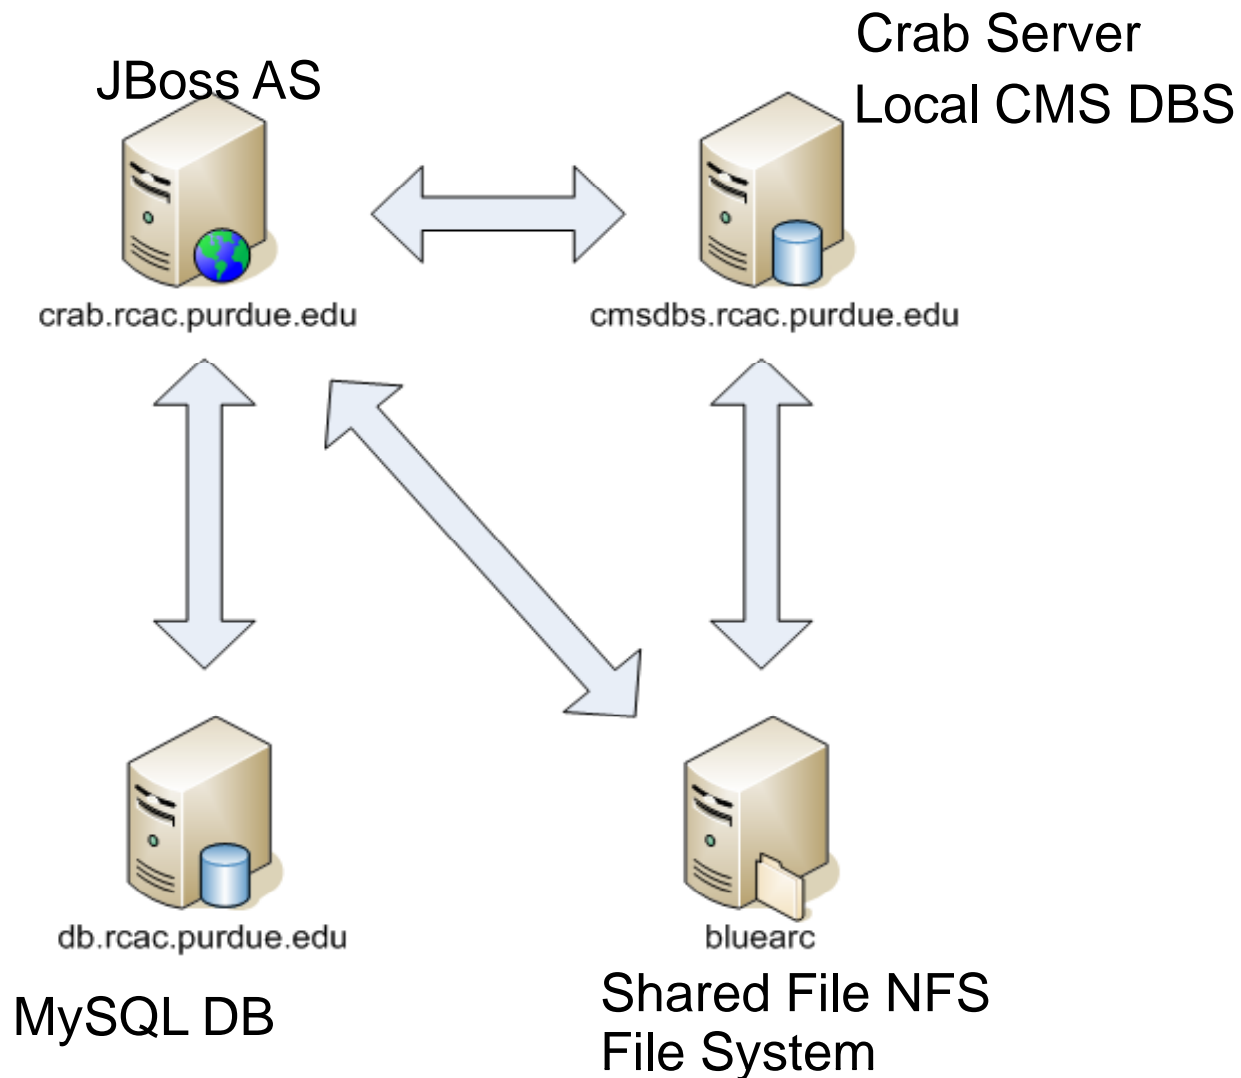 JBoss AS
Crab Server
Local CMS DBS
crab.rcac.purdue.edu
cmsdbs.rcac.purdue.edu
db.rcac.purdue.edu
bluearc
MySQL DB
Shared File NFS
File System